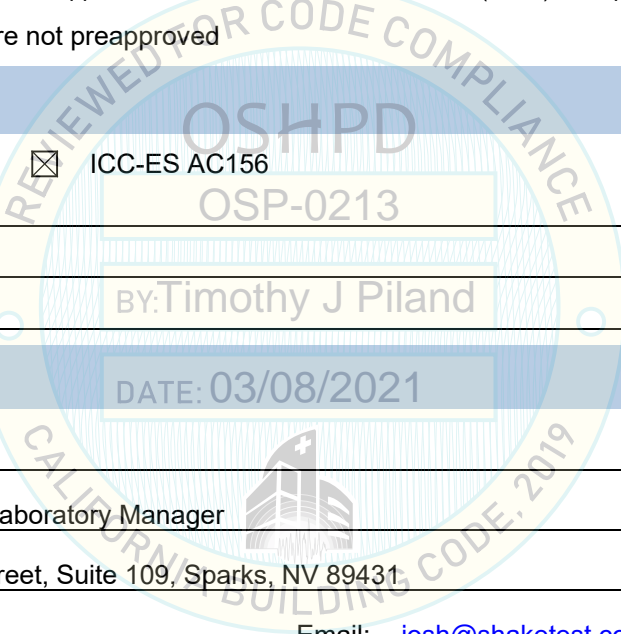 re not preapproved
REVIEWED FOR CODE COMPLIANCE
OSHPD
☒ ICC-ES AC156
OSP-0213
BY: Timothy J Piland
DATE: 03/08/2021
aboratory Manager
reet, Suite 109, Sparks, NV 89431
CALIFORNIA BUILDING CODE, 2019
Email: